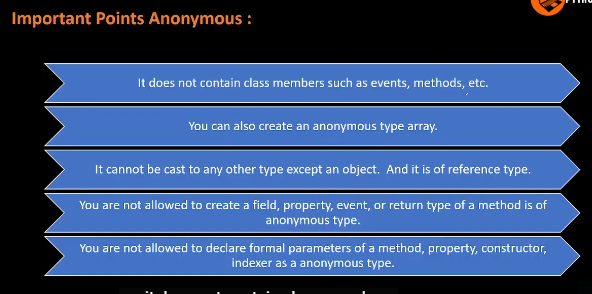 Important Points Anonymous :
It does not contain class members such as events, methods, etc.
You can also create an anonymous type array.
It cannot be cast to any other type except an object. And it is of reference type.
You are not allowed to create a field, property, event, or return type of a method is of
anonymous type.
You are not allowed to declare formal parameters of a method, property, constructor,
indexer as a anonymous type.